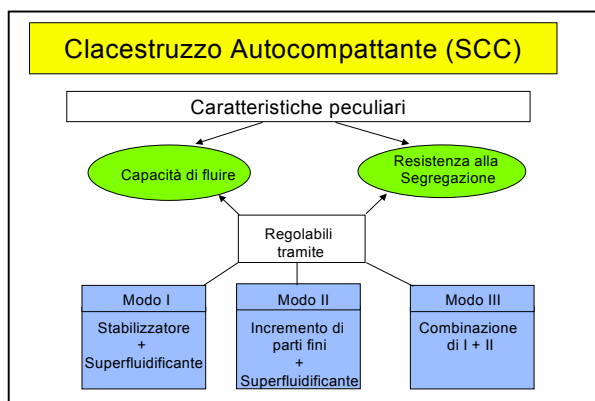 Clacestruzzo Autocompattante (SCC)
Caratteristiche peculiari
Capacità di fluire
Resistenza alla
Segregazione
Regolabili
tramite
Modo I
Stabilizzatore
+
Superfluidificante
Modo II
Incremento di
parti fini
+
Superfluidificante
Modo III
Combinazione
di I + II